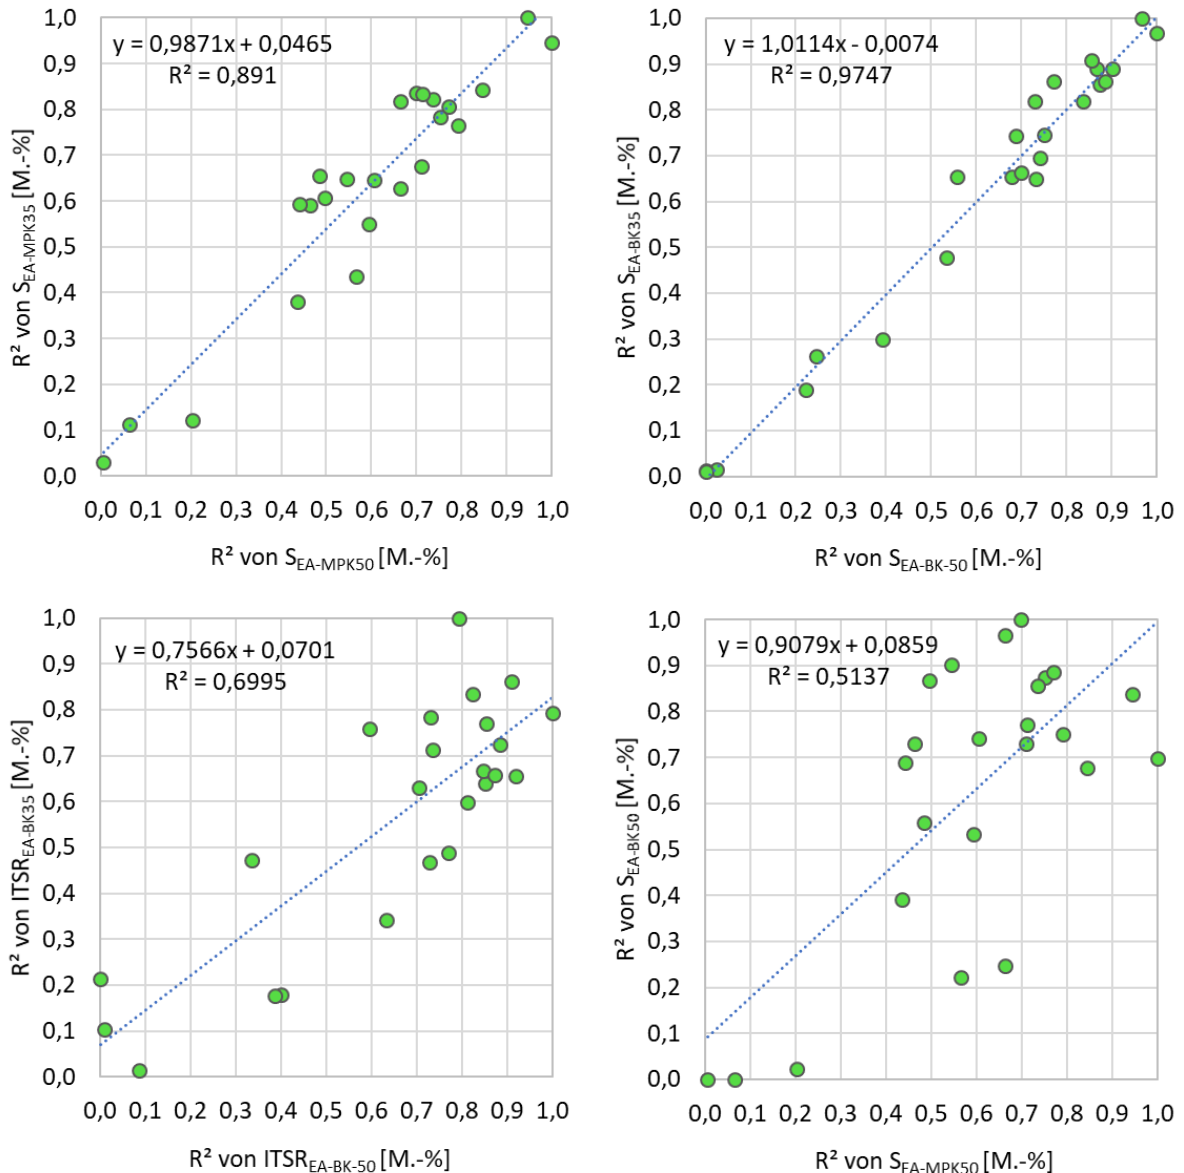 y = 0,9871x + 0,0465
R² = 0,891
1,0
0,9
0,8
0,7
0,6
0,5
0,4
0,3
0,2
0,1
0,0
R² von S_EA-MPK35 [M.-%]
0,0 0,1 0,2 0,3 0,4 0,5 0,6 0,7 0,8 0,9 1,0
R² von S_EA-MPK50 [M.-%]
y = 1,0114x - 0,0074
R² = 0,9747
1,0
0,9
0,8
0,7
0,6
0,5
0,4
0,3
0,2
0,1
0,0
R² von S_EA-BK35 [M.-%]
0,0 0,1 0,2 0,3 0,4 0,5 0,6 0,7 0,8 0,9 1,0
R² von S_EA-BK-50 [M.-%]
y = 0,7566x + 0,0701
R² = 0,6995
1,0
0,9
0,8
0,7
0,6
0,5
0,4
0,3
0,2
0,1
0,0
R² von ITSR_EA-BK35 [M.-%]
0,0 0,1 0,2 0,3 0,4 0,5 0,6 0,7 0,8 0,9 1,0
R² von ITSR_EA-BK-50 [M.-%]
y = 0,9079x + 0,0859
R² = 0,5137
1,0
0,9
0,8
0,7
0,6
0,5
0,4
0,3
0,2
0,1
0,0
R² von S_EA-BK50 [M.-%]
0,0 0,1 0,2 0,3 0,4 0,5 0,6 0,7 0,8 0,9 1,0
R² von S_EA-MPK50 [M.-%]